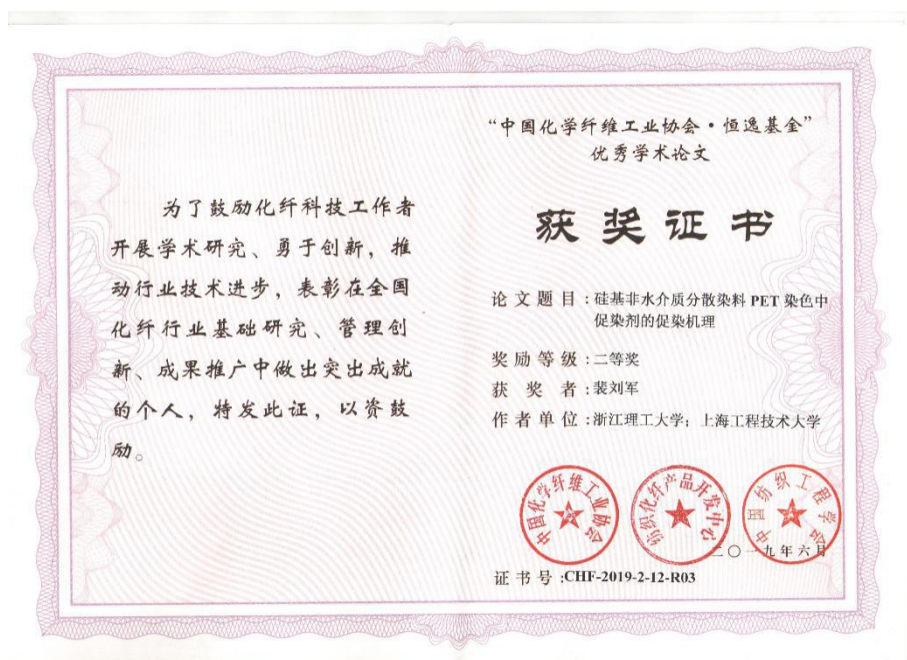 为了鼓励化纤科技工作者
开展学术研究、勇于创新，推
动行业技术进步，表彰在全国
化纤行业基础研究、管理创
新、成果推广中做出突出成就
的个人，特发此证，以资鼓
励。
“中国化学纤维工业协会·恒逸基金”
优秀学术论文
获奖证书
论文题目：硅基非水介质分散染料 PET 染色中
促染剂的促染机理
奖励等级：二等奖
获奖者：裴刘军
作者单位：浙江理工大学；上海工程技术大学
中国化学纤维工业协会
纺织化纤产品开发中心
中国纺织工程学会
二〇一九年六月
证书号:CHF-2019-2-12-R03